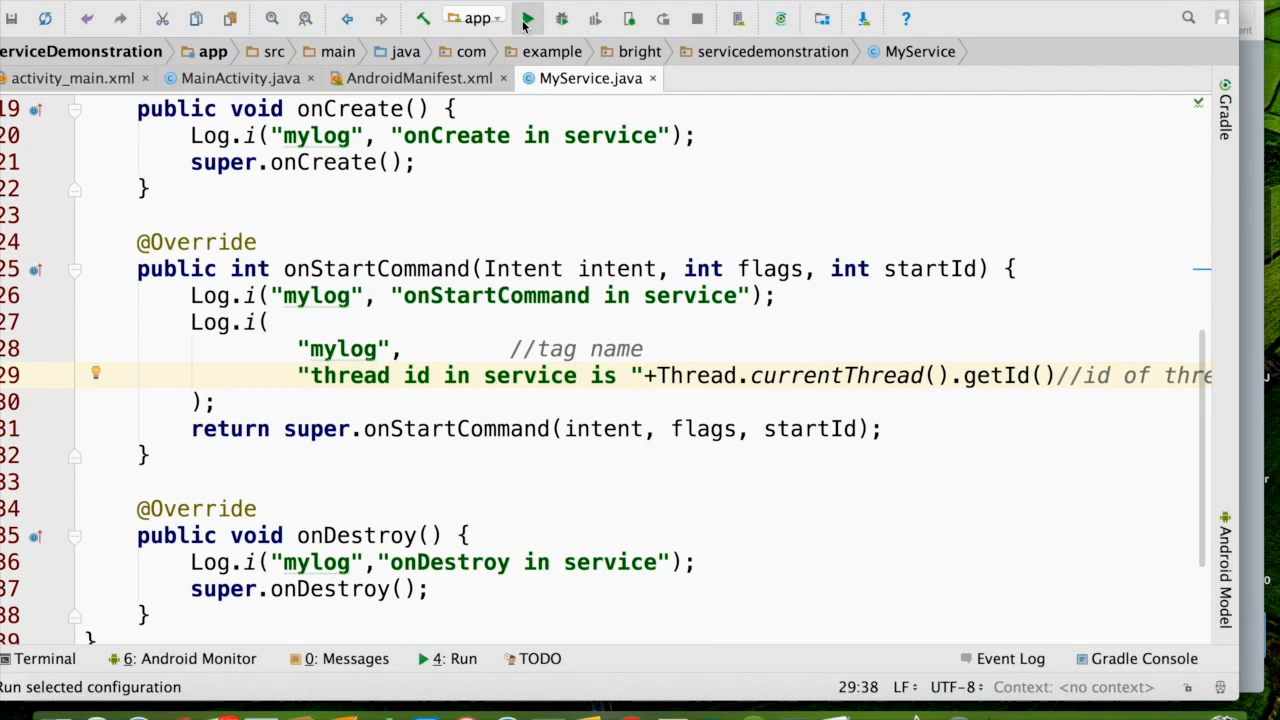 app
erviceDemonstration app src main java com example bright servicedemonstration MyService
activity_main.xml MainActivity.java AndroidManifest.xml MyService.java
19 public void onCreate() {
20 Log.i("mylog", "onCreate in service");
21 super.onCreate();
22 }
23
24 @Override
25 public int onStartCommand(Intent intent, int flags, int startId) {
26 Log.i("mylog", "onStartCommand in service");
27 Log.i(
28 "mylog", //tag name
29 "thread id in service is "+Thread.currentThread().getId()//id of thre
30 );
31 return super.onStartCommand(intent, flags, startId);
32 }
33
34 @Override
35 public void onDestroy() {
36 Log.i("mylog","onDestroy in service");
37 super.onDestroy();
38 }
39 }
Gradle
Android Model
Terminal 6: Android Monitor 0: Messages 4: Run TODO Event Log Gradle Console
Run selected configuration 29:38 LF: UTF-8: Context: <no context>